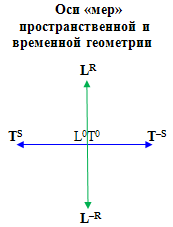 Оси «мер»
пространственной и
временной геометрии
L^R
T^S L^0T^0 T^–S
L^–R